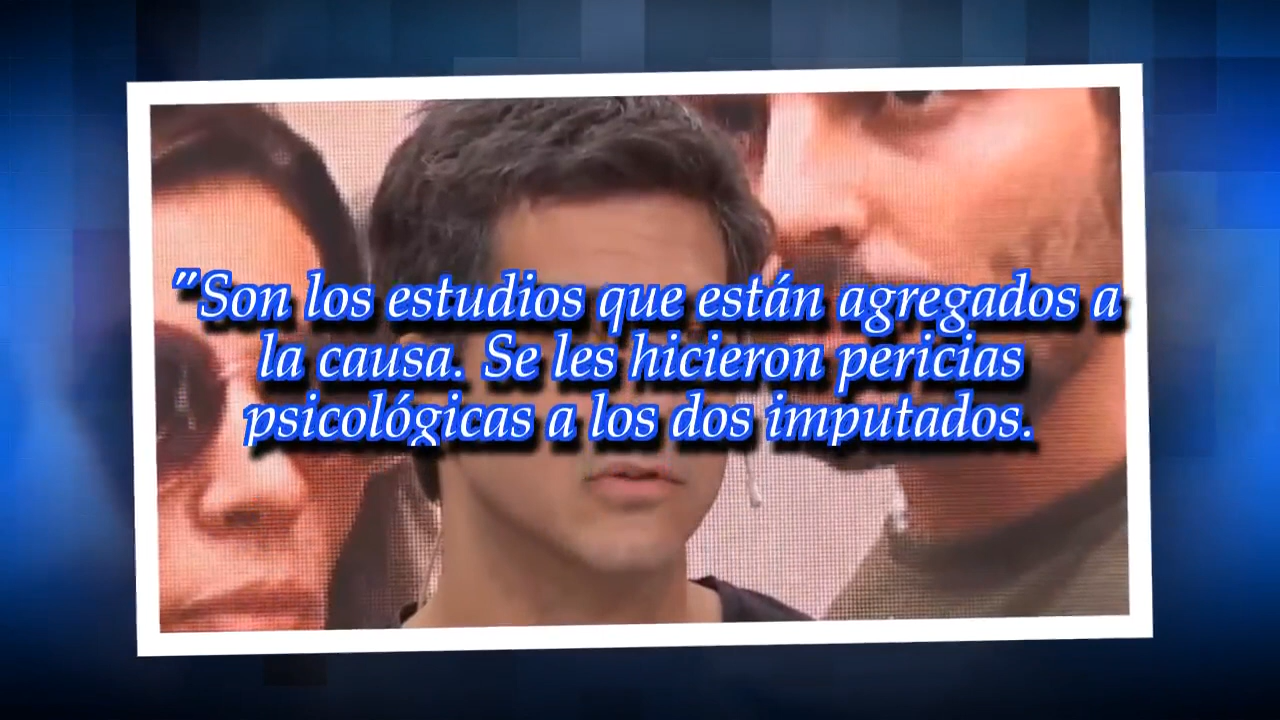 "Son los estudios que están agregados a
la causa. Se les hicieron pericias
psicológicas a los dos imputados.